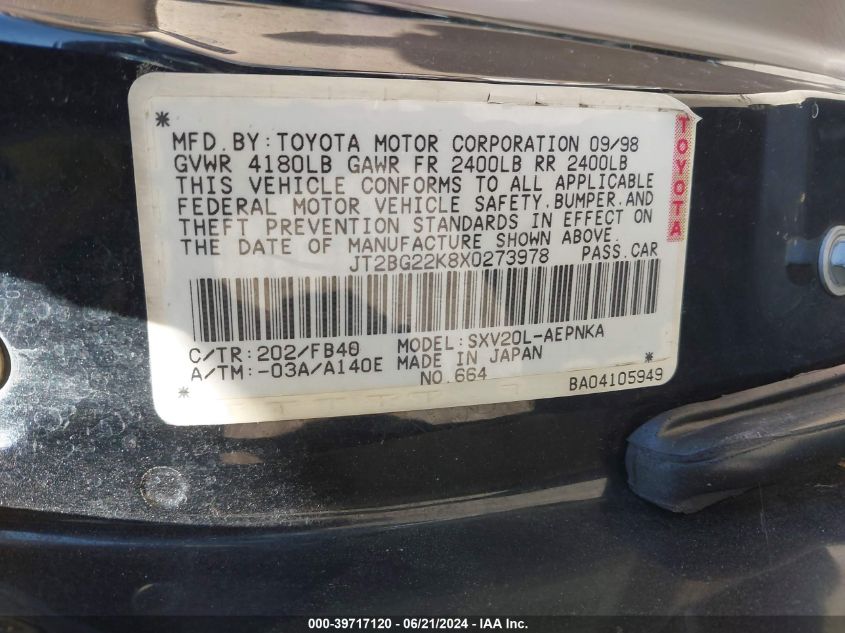 MFD.BY:TOYOTA MOTOR CORPORATION 09/98
GVWR 4180LB GAWR FR 2400LB RR 2400LB
THIS VEHICLE CONFORMS TO ALL APPLICABLE
FEDERAL MOTOR VEHICLE SAFETY,BUMPER,AND
THEFT PREVENTION STANDARDS IN EFFECT ON
THE DATE OF MANUFACTURE SHOWN ABOVE.
JT2BG22K8X0273978 PASS.CAR
C/TR:202/FB40 MODEL:SXV20L-AEPNKA
A/TM:-03A/A140E MADE IN JAPAN
NO.664 BA04105949
TOYOTA
000-39717120 - 06/21/2024 - IAAI.COM